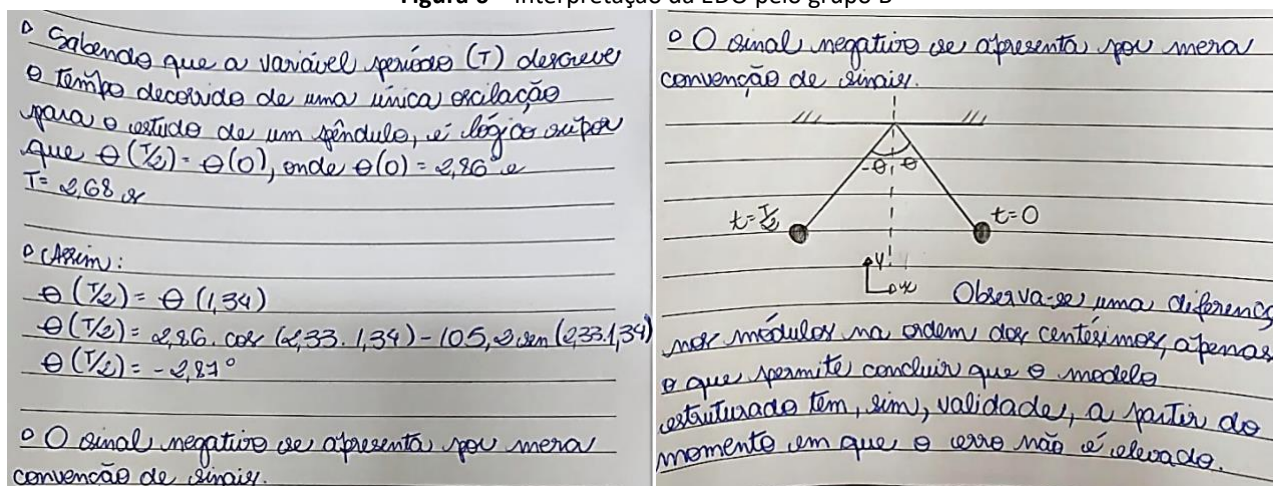 Figura 6 – Interpretação da EDO pelo grupo B
Sabendo que a variável período (T) descreve
o tempo decorrido de uma única oscilação
para o estudo de um pêndulo, é lógico supor
que θ(T/2) = θ(0), onde θ(0) = 2,86° e
T = 2,68 s
Assim:
θ(T/2) = θ(1,34)
θ(T/2) = 2,86. cos (2,33. 1,34) - 105,3 sen (2,33.1,34)
θ(T/2) = -2,87°
O sinal negativo se apresenta por mera
convenção de sinais.
O sinal negativo se apresenta por mera
convenção de sinais.
-θ θ
t=T/2 t=0
y
x
Observa-se uma diferença
nos módulos na ordem dos centésimos, apenas
o que permite concluir que o modelo
estruturado tem, sim, validade, a partir do
momento em que o erro não é elevado.